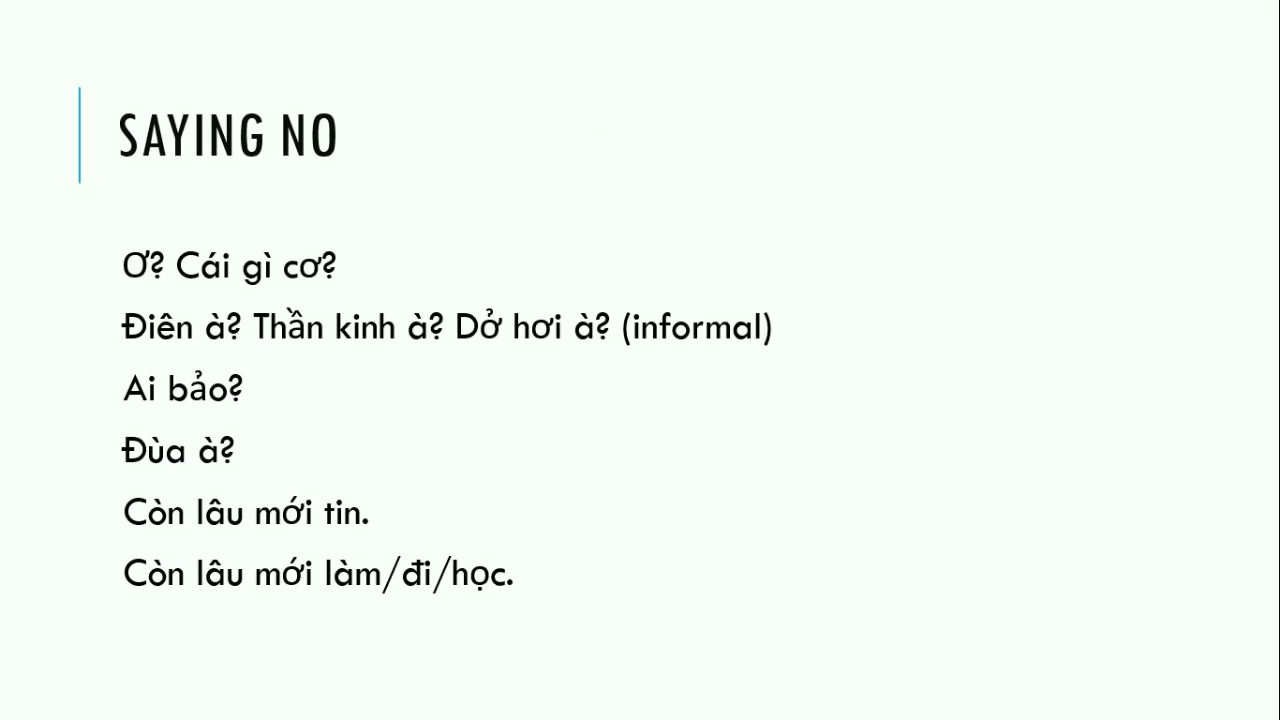 SAYING NO
Ơ? Cái gì cơ?
Điên à? Thần kinh à? Dở hơi à? (informal)
Ai bảo?
Đùa à?
Còn lâu mới tin.
Còn lâu mới làm/đi/học.